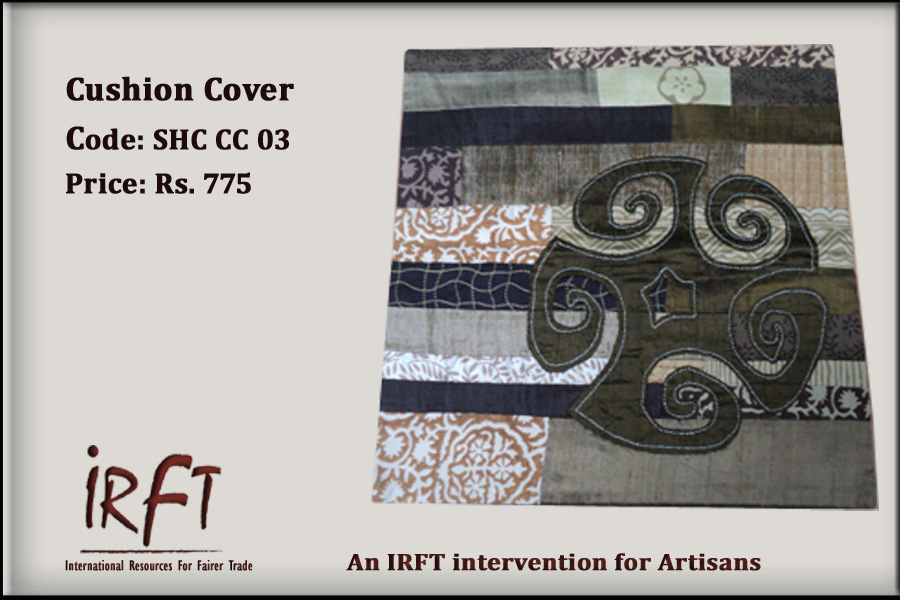 Cushion Cover
Code: SHC CC 03
Price: Rs. 775
iRFT
International Resources For Fairer Trade
An IRFT intervention for Artisans